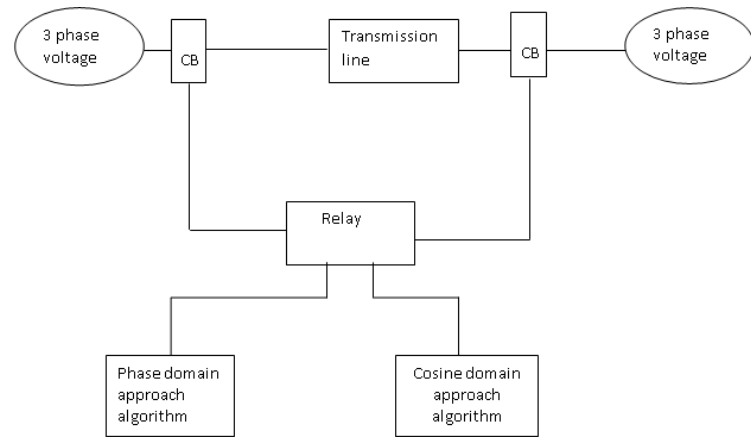 3 phase
voltage
CB
Transmission
line
CB
3 phase
voltage
Relay
Phase domain
approach
algorithm
Cosine domain
approach
algorithm